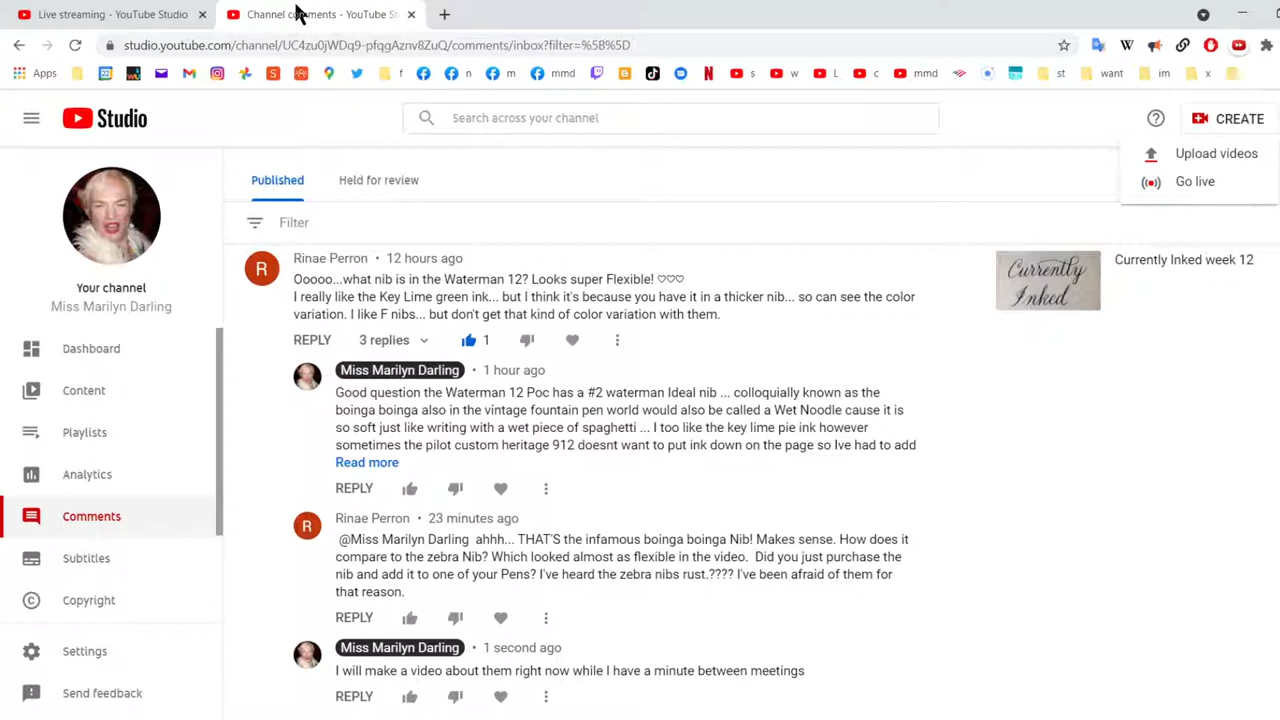 Live streaming - YouTube Studio
Channel comments - YouTube St
studio.youtube.com/channel/UC4zu0jWDq9-pfqgAznv8ZuQ/comments/inbox?filter=%5B%5D
Apps f n m mmd s w L c mmd st want im x
Studio
Search across your channel
CREATE
Upload videos
Go live
Your channel
Miss Marilyn Darling
Dashboard
Content
Playlists
Analytics
Comments
Subtitles
Copyright
Settings
Send feedback
Published Held for review
Filter
R
Rinae Perron • 12 hours ago
Ooooo...what nib is in the Waterman 12? Looks super Flexible! ♡♡♡
I really like the Key Lime green ink... but I think it's because you have it in a thicker nib... so can see the color
variation. I like F nibs... but don't get that kind of color variation with them.
REPLY 3 replies 1
Currently
Inked
Currently Inked week 12
Miss Marilyn Darling • 1 hour ago
Good question the Waterman 12 Poc has a #2 waterman Ideal nib ... colloquially known as the
boinga boinga also in the vintage fountain pen world would also be called a Wet Noodle cause it is
so soft just like writing with a wet piece of spaghetti ... I too like the key lime pie ink however
sometimes the pilot custom heritage 912 doesnt want to put ink down on the page so Ive had to add
Read more
REPLY
R
Rinae Perron • 23 minutes ago
@Miss Marilyn Darling ahhh... THAT'S the infamous boinga boinga Nib! Makes sense. How does it
compare to the zebra Nib? Which looked almost as flexible in the video. Did you just purchase the
nib and add it to one of your Pens? I've heard the zebra nibs rust.???? I've been afraid of them for
that reason.
REPLY
Miss Marilyn Darling • 1 second ago
I will make a video about them right now while I have a minute between meetings
REPLY